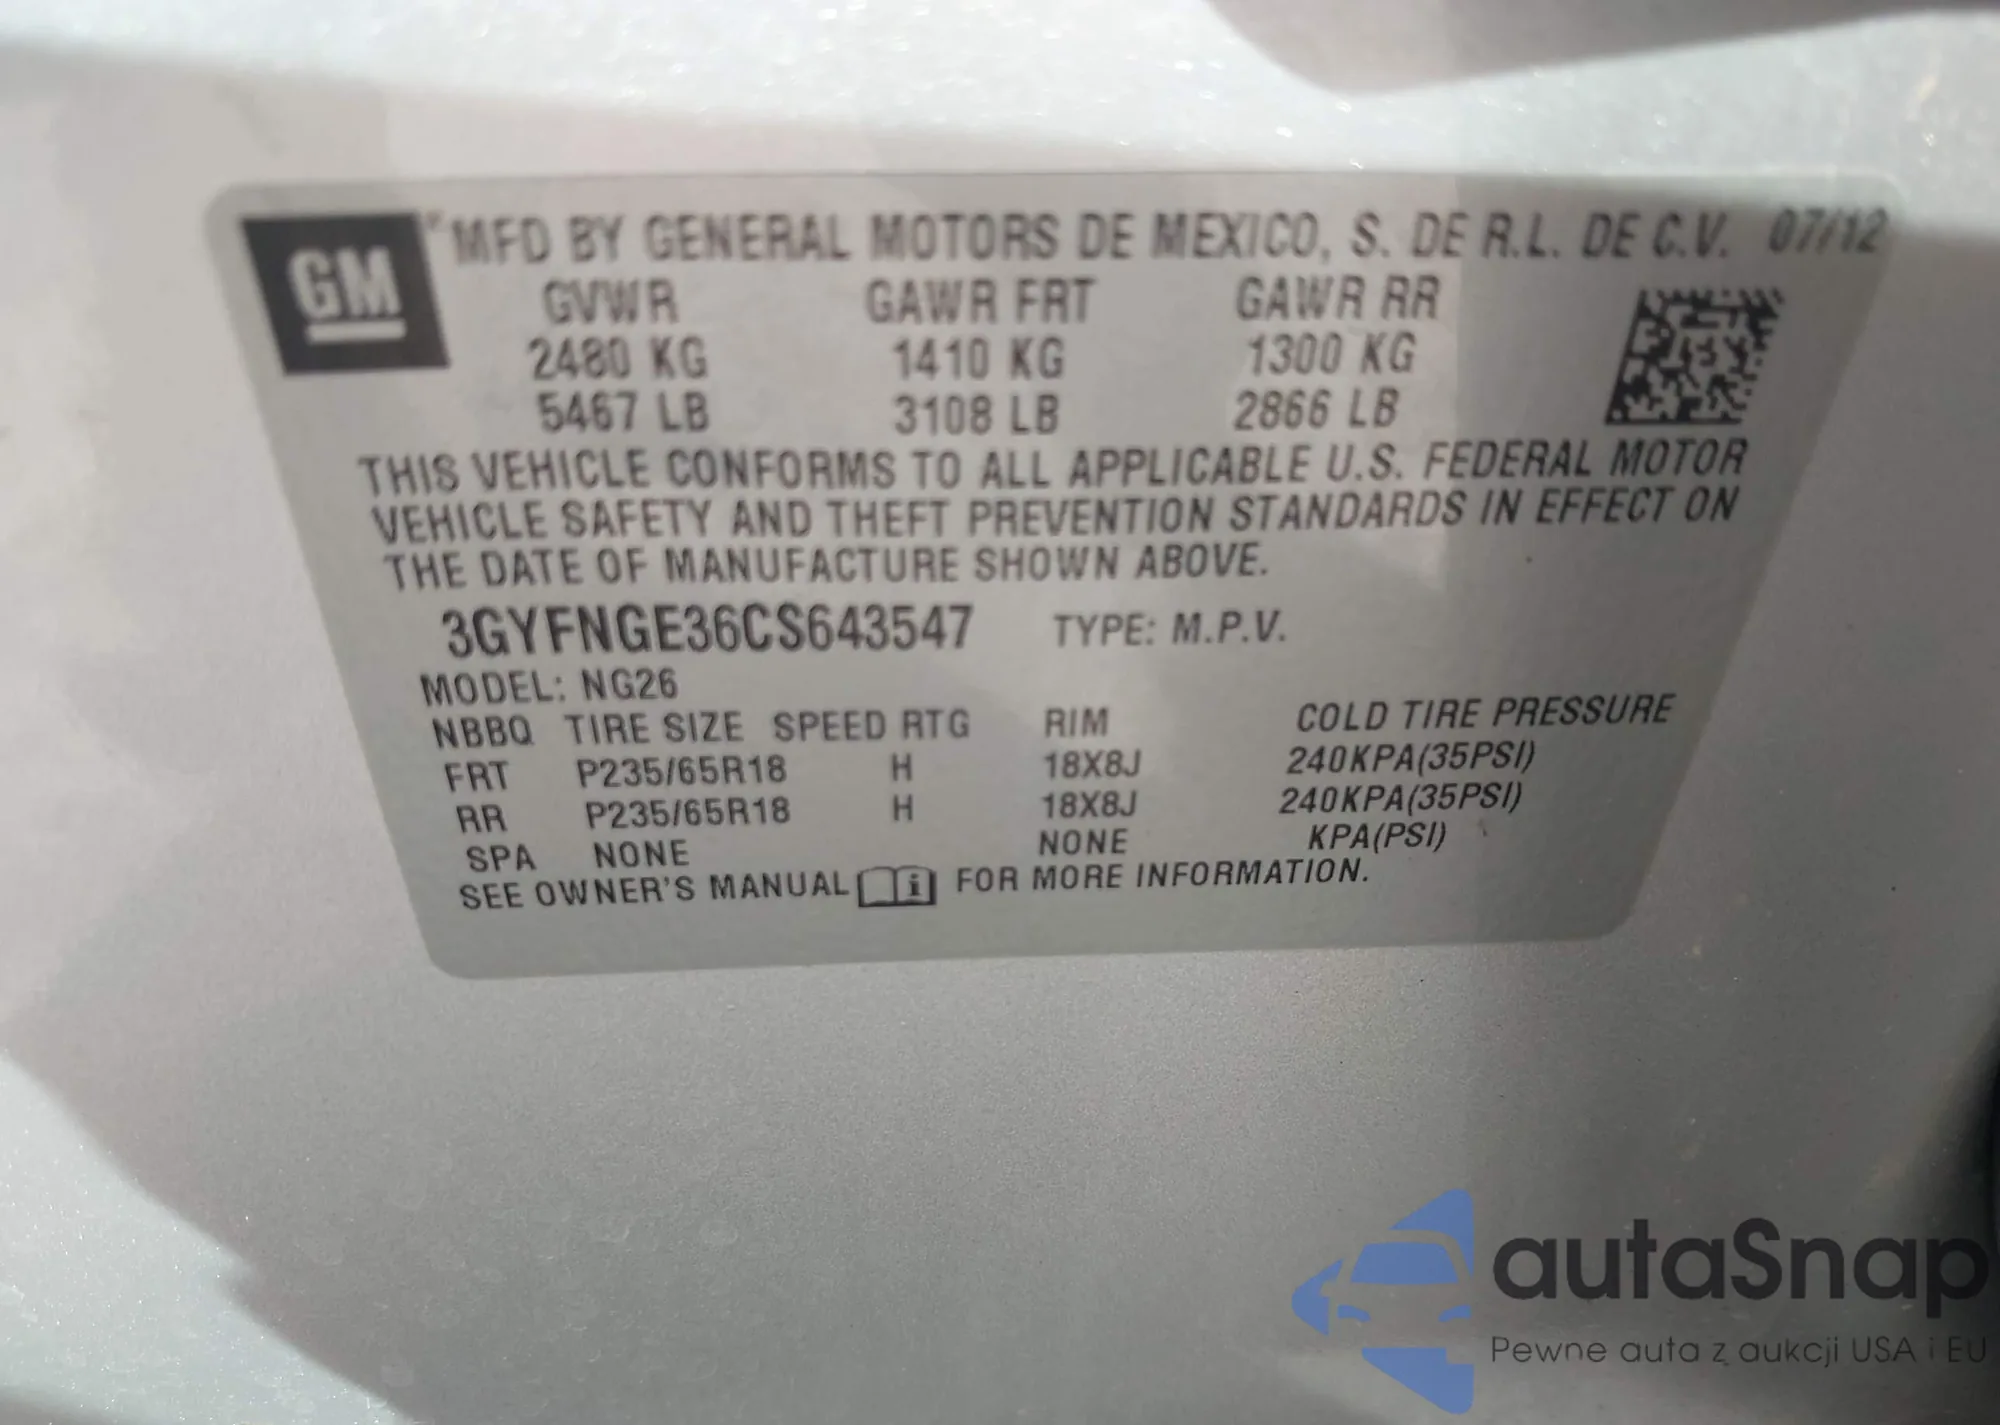 GM
MFD BY GENERAL MOTORS DE MEXICO, S. DE R.L. DE C.V. 07/12
GVWR GAWR FRT GAWR RR
2480 KG 1410 KG 1300 KG
5467 LB 3108 LB 2866 LB
THIS VEHICLE CONFORMS TO ALL APPLICABLE U.S. FEDERAL MOTOR
VEHICLE SAFETY AND THEFT PREVENTION STANDARDS IN EFFECT ON
THE DATE OF MANUFACTURE SHOWN ABOVE.
3GYFNGE36CS643547 TYPE: M.P.V.
MODEL: NG26
NBBQ TIRE SIZE SPEED RTG RIM COLD TIRE PRESSURE
FRT P235/65R18 H 18X8J 240KPA(35PSI)
RR P235/65R18 H 18X8J 240KPA(35PSI)
SPA NONE NONE KPA(PSI)
SEE OWNER'S MANUAL FOR MORE INFORMATION.
autaSnap
Pewne auta z aukcji USA i EU